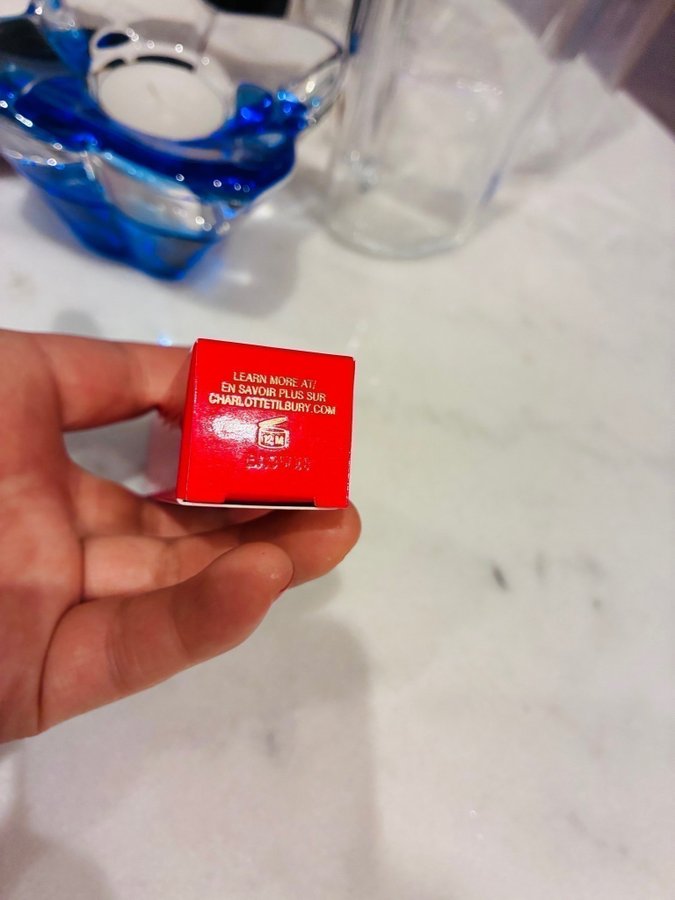 LEARN MORE AT/
EN SAVOIR PLUS SUR
CHARLOTTETILBURY.COM
12M